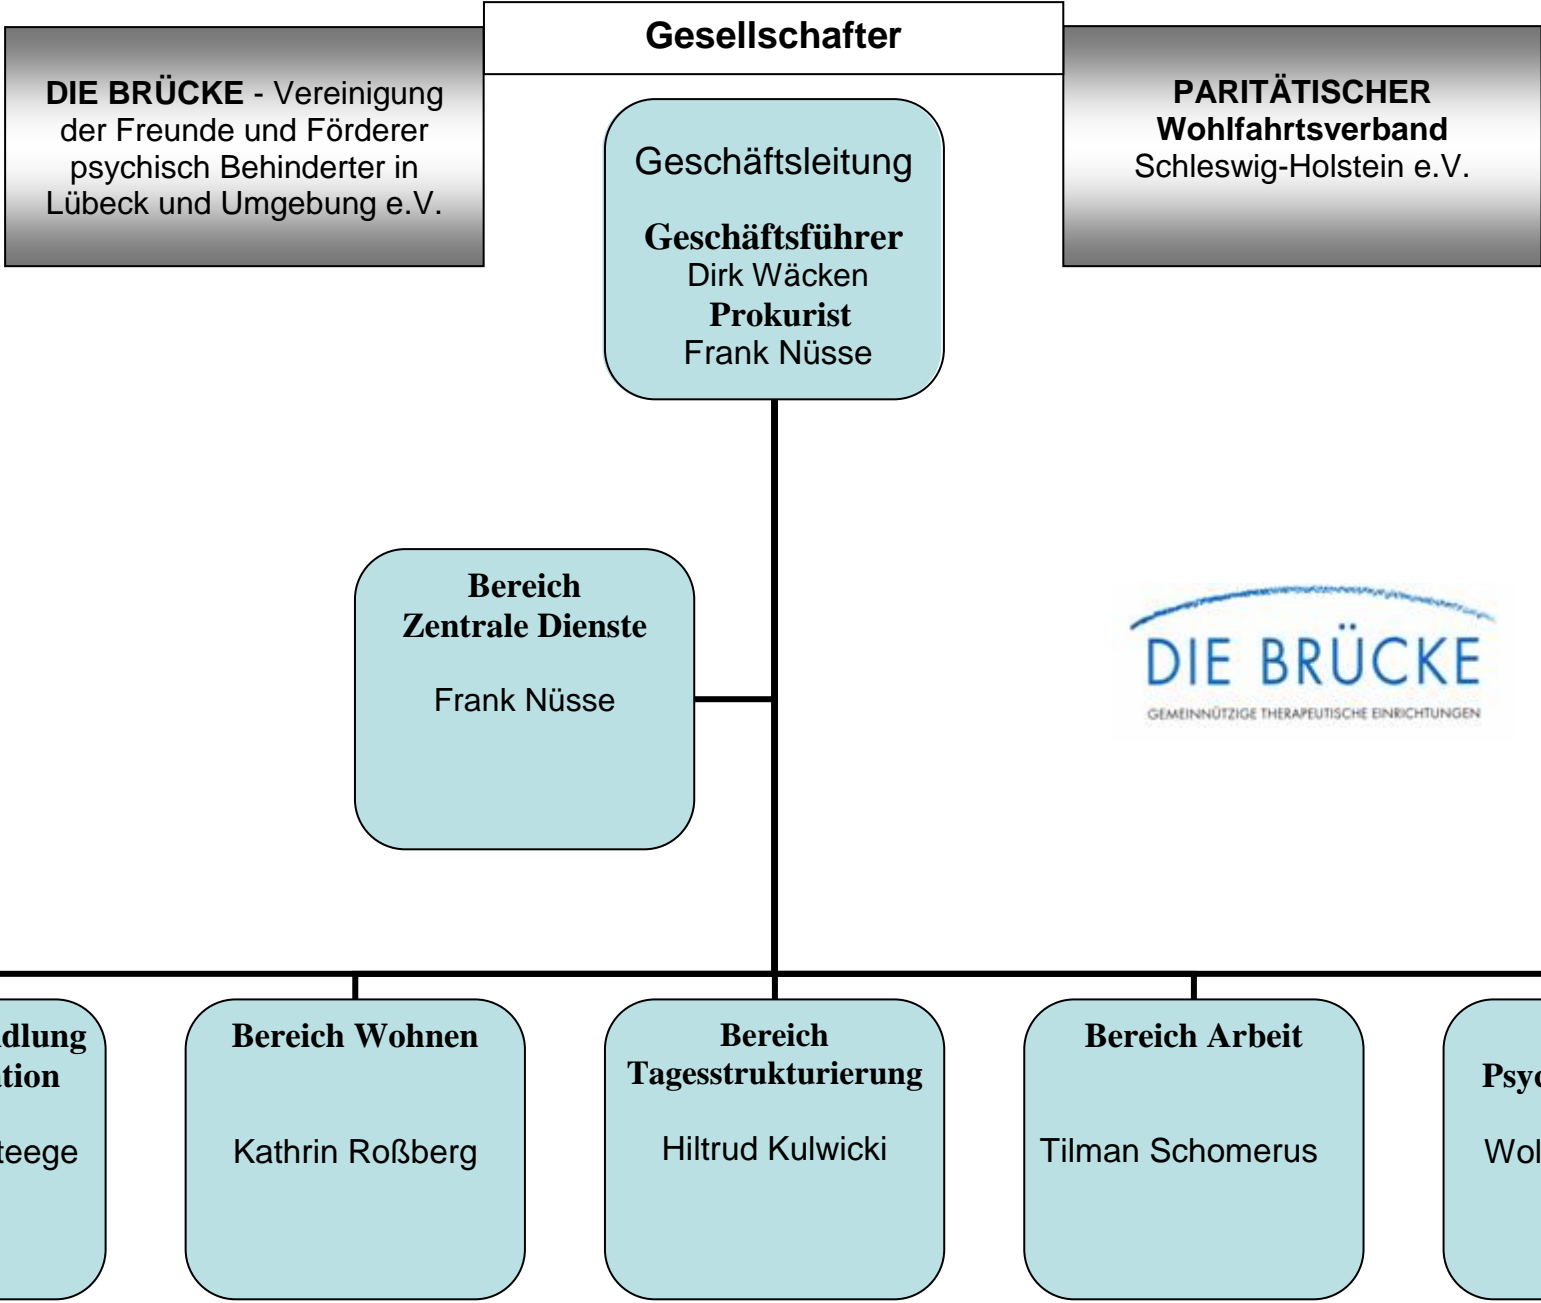 Gesellschafter
DIE BRÜCKE - Vereinigung
der Freunde und Förderer
psychisch Behinderter in
Lübeck und Umgebung e.V.
PARITÄTISCHER
Wohlfahrtsverband
Schleswig-Holstein e.V.
Geschäftsleitung
Geschäftsführer
Dirk Wäcken
Prokurist
Frank Nüsse
Bereich
Zentrale Dienste
Frank Nüsse
DIE BRÜCKE
GEMEINNÜTZIGE THERAPEUTISCHE EINRICHTUNGEN
Bereich Wohnen
Kathrin Roßberg
Bereich
Tagesstrukturierung
Hiltrud Kulwicki
Bereich Arbeit
Tilman Schomerus